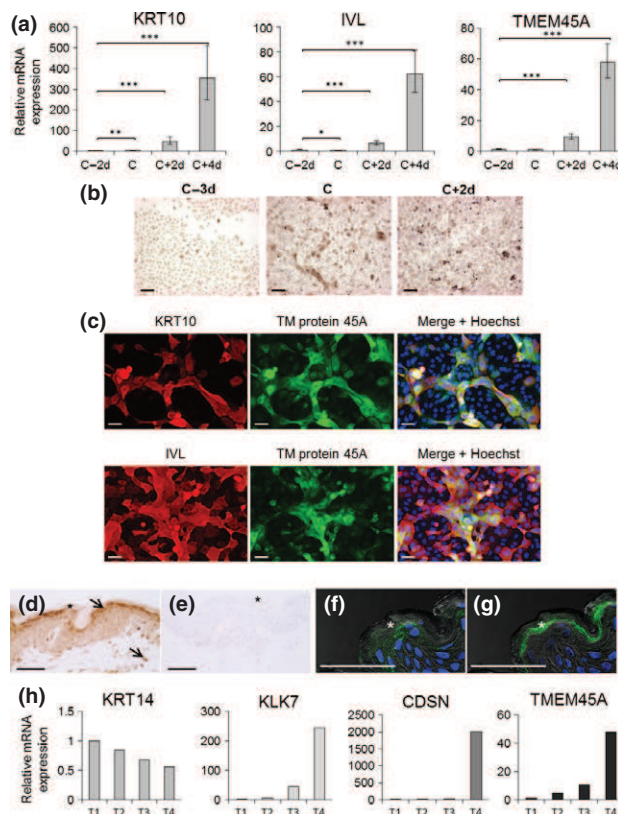 (a)
KRT10
IVL
TMEM45A
Relative mRNA
expression
600
500
400
300
200
100
0
***
***
**
C–2d C C+2d C+4d
80
60
40
20
0
***
***
*
C–2d C C+2d C+4d
80
60
40
20
0
***
***
C–2d C C+2d C+4d
(b)
C–3d C C+2d
(c)
KRT10 TM protein 45A Merge + Hoechst
IVL TM protein 45A Merge + Hoechst
(d) * (e) * (f) * (g) *
(h)
KRT14 KLK7 CDSN TMEM45A
Relative mRNA
expression
1.5
1
0.5
0
T1 T2 T3 T4
300
200
100
0
T1 T2 T3 T4
2500
2000
1500
1000
500
0
T1 T2 T3 T4
60
40
20
0
T1 T2 T3 T4